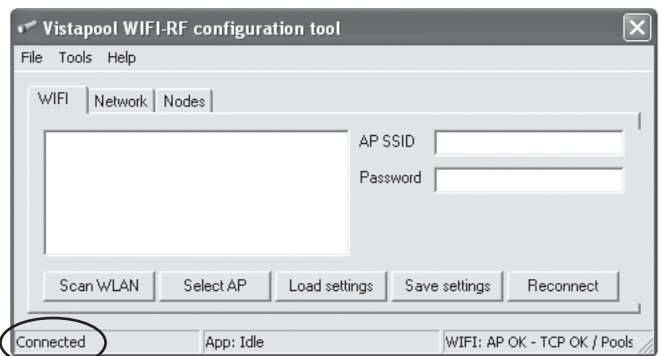 Vistapool WIFI-RF configuration tool
File Tools Help
WIFI Network Nodes
AP SSID
Password
Scan WLAN Select AP Load settings Save settings Reconnect
Connected App: Idle WIFI: AP OK - TCP OK / Pools